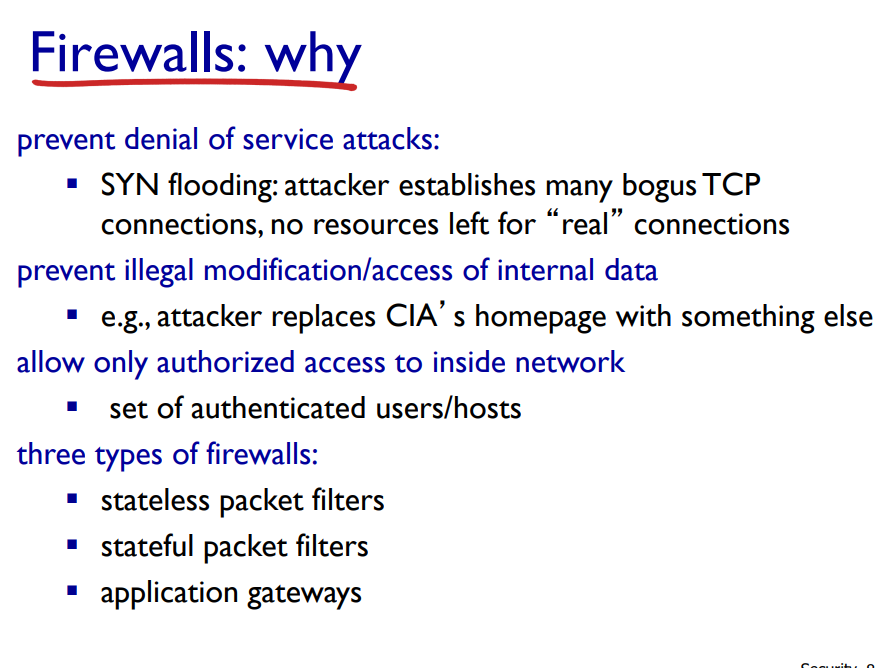 Firewalls: why
prevent denial of service attacks:
▪ SYN flooding: attacker establishes many bogus TCP
connections, no resources left for “real” connections
prevent illegal modification/access of internal data
▪ e.g., attacker replaces CIA’s homepage with something else
allow only authorized access to inside network
▪ set of authenticated users/hosts
three types of firewalls:
▪ stateless packet filters
▪ stateful packet filters
▪ application gateways